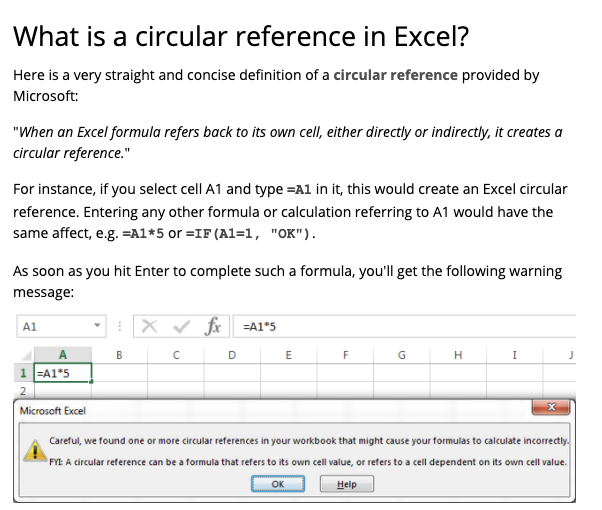 What is a circular reference in Excel?
Here is a very straight and concise definition of a circular reference provided by
Microsoft:
"When an Excel formula refers back to its own cell, either directly or indirectly, it creates a
circular reference."
For instance, if you select cell A1 and type =A1 in it, this would create an Excel circular
reference. Entering any other formula or calculation referring to A1 would have the
same affect, e.g. =A1*5 or =IF(A1=1, "OK").
As soon as you hit Enter to complete such a formula, you'll get the following warning
message:
A1 fx =A1*5
A B C D E F G H I J
1 =A1*5
2
Microsoft Excel x
Careful, we found one or more circular references in your workbook that might cause your formulas to calculate incorrectly.
FYI: A circular reference can be a formula that refers to its own cell value, or refers to a cell dependent on its own cell value.
OK Help